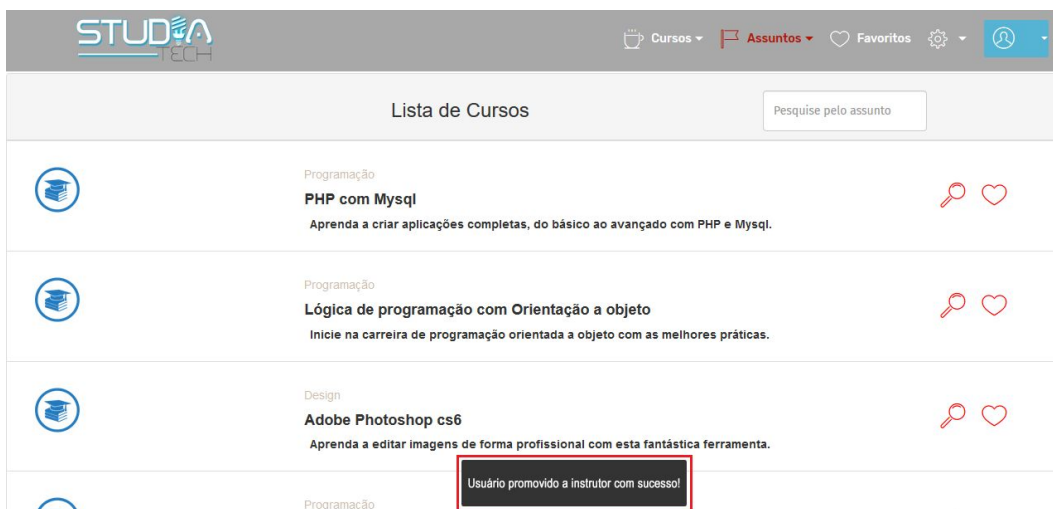 STUDIA
TECH
Cursos
Assuntos
Favoritos
Lista de Cursos
Pesquise pelo assunto
Programação
PHP com Mysql
Aprenda a criar aplicações completas, do básico ao avançado com PHP e Mysql.
Programação
Lógica de programação com Orientação a objeto
Inicie na carreira de programação orientada a objeto com as melhores práticas.
Design
Adobe Photoshop cs6
Aprenda a editar imagens de forma profissional com esta fantástica ferramenta.
Usuário promovido a instrutor com sucesso!
Programação